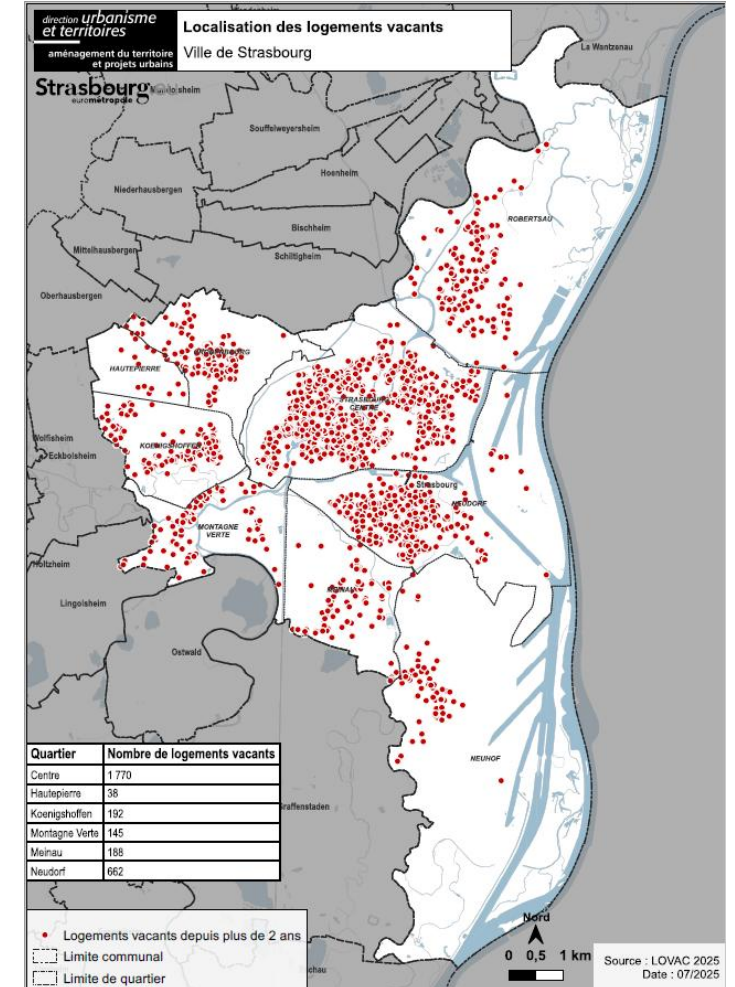 direction urbanisme
et territoires
aménagement du territoire
et projets urbains
Strasbourg
eurométropole
Localisation des logements vacants
Ville de Strasbourg
La Wantzenau
Souffelweyersheim
Hoenheim
Niederhausbergen
Bischheim
Mittelhausbergen
Schiltigheim
Oberhausbergen
ROBERTSAU
HAUTEPIERRE
STRASBOURG
CENTRE
KOENIGSHOFFEN
Wolfisheim
Eckbolsheim
Strasbourg
NEUDORF
MONTAGNE
VERTE
Holtzheim
Lingolsheim
MEINAU
Ostwald
NEUHOF
Graffenstaden
Quartier Nombre de logements vacants
Centre 1 770
Hautepierre 38
Koenigshoffen 192
Montagne Verte 145
Meinau 188
Neudorf 662
Logements vacants depuis plus de 2 ans
Limite communal
Limite de quartier
Nord
0 0,5 1 km
Source : LOVAC 2025
Date : 07/2025